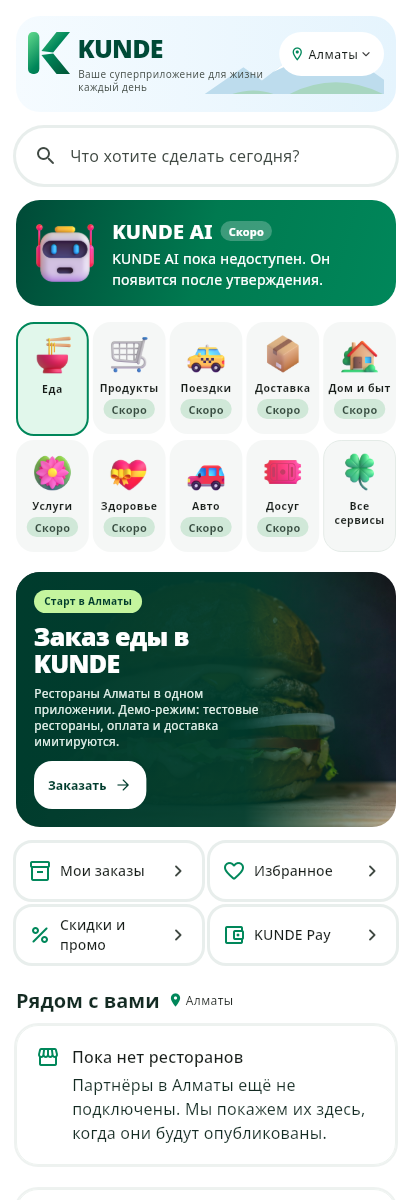 KUNDE
Ваше суперприложение для жизни
каждый день
Алматы
Что хотите сделать сегодня?
KUNDE AI Скоро
KUNDE AI пока недоступен. Он
появится после утверждения.
Еда
Продукты
Скоро
Поездки
Скоро
Доставка
Скоро
Дом и быт
Скоро
Услуги
Скоро
Здоровье
Скоро
Авто
Скоро
Досуг
Скоро
Все
сервисы
Старт в Алматы
Заказ еды в
KUNDE
Рестораны Алматы в одном
приложении. Демо-режим: тестовые
рестораны, оплата и доставка
имитируются.
Заказать
Мои заказы
Избранное
Скидки и
промо
KUNDE Pay
Рядом с вами Алматы
Пока нет ресторанов
Партнёры в Алматы ещё не
подключены. Мы покажем их здесь,
когда они будут опубликованы.